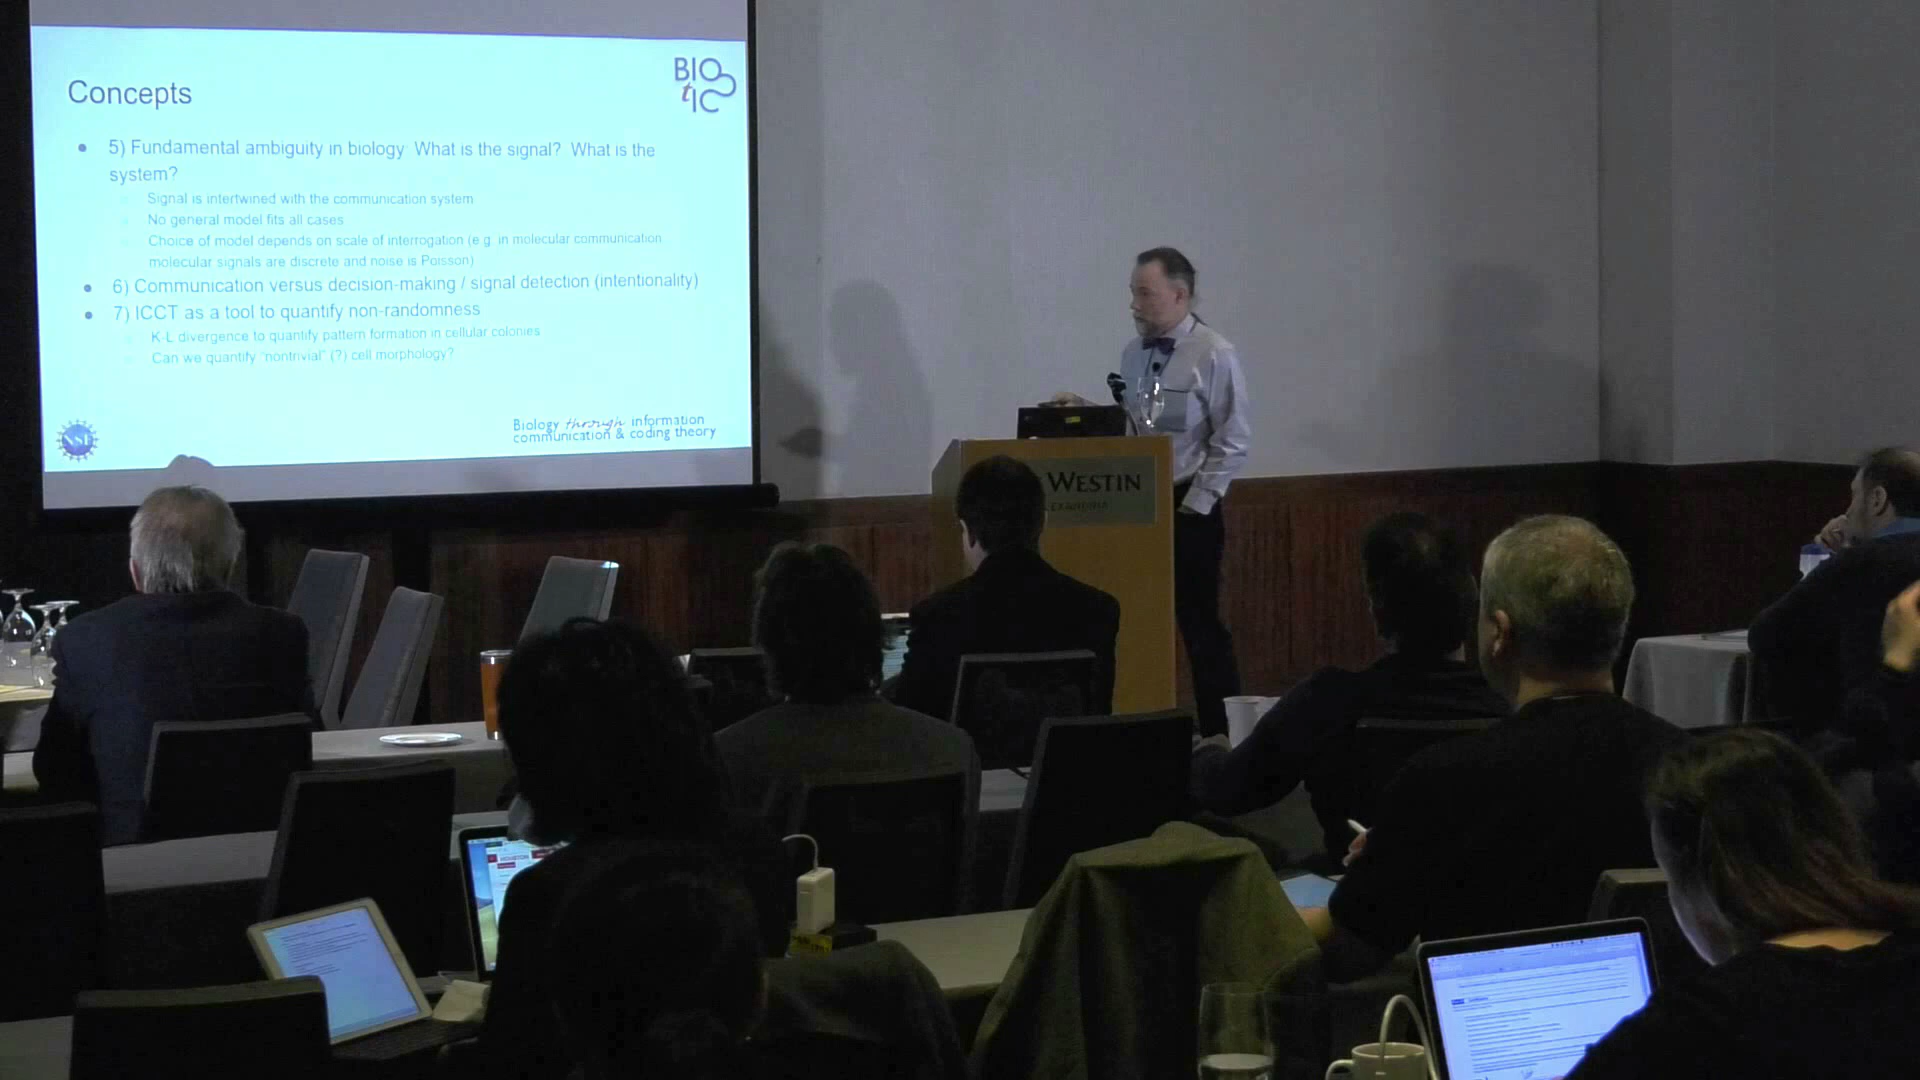 Concepts
BIO
tIC
5) Fundamental ambiguity in biology: What is the signal? What is the
system?
Signal is intertwined with the communication system
No general model fits all cases
Choice of model depends on scale of interrogation (e.g. in molecular communication
molecular signals are discrete and noise is Poisson)
6) Communication versus decision-making / signal detection (intentionality)
7) ICCT as a tool to quantify non-randomness
K-L divergence to quantify pattern formation in cellular colonies
Can we quantify "nontrivial" (?) cell morphology?
NSF
Biology through information
communication & coding theory
WESTIN